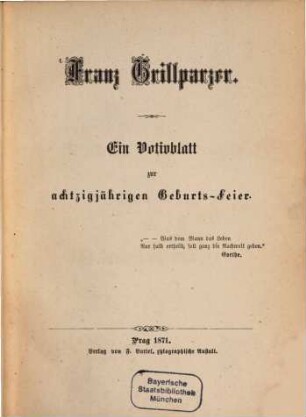 Franz Grillparzer.
Ein Votivblatt
zur
achtzigjährigen Geburts-Feier.
„— — Was dem Mann das Leben
Nur halb ertheilt, soll ganz die Nachwelt geben.“
Goethe.
Prag 1871.
Verlag von F. Bartel, xylographische Anstalt.
Bayerische
Staatsbibliothek
München